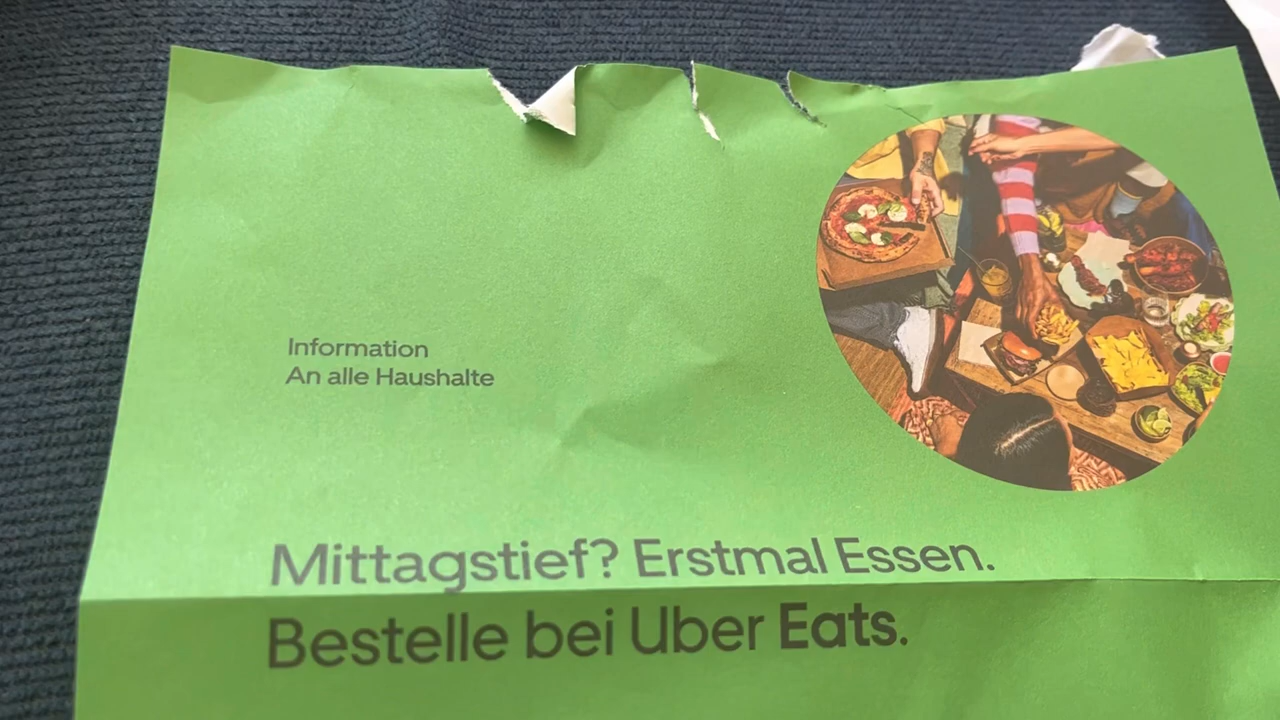 Information
An alle Haushalte
Mittagstief? Erstmal Essen.
Bestelle bei Uber Eats.